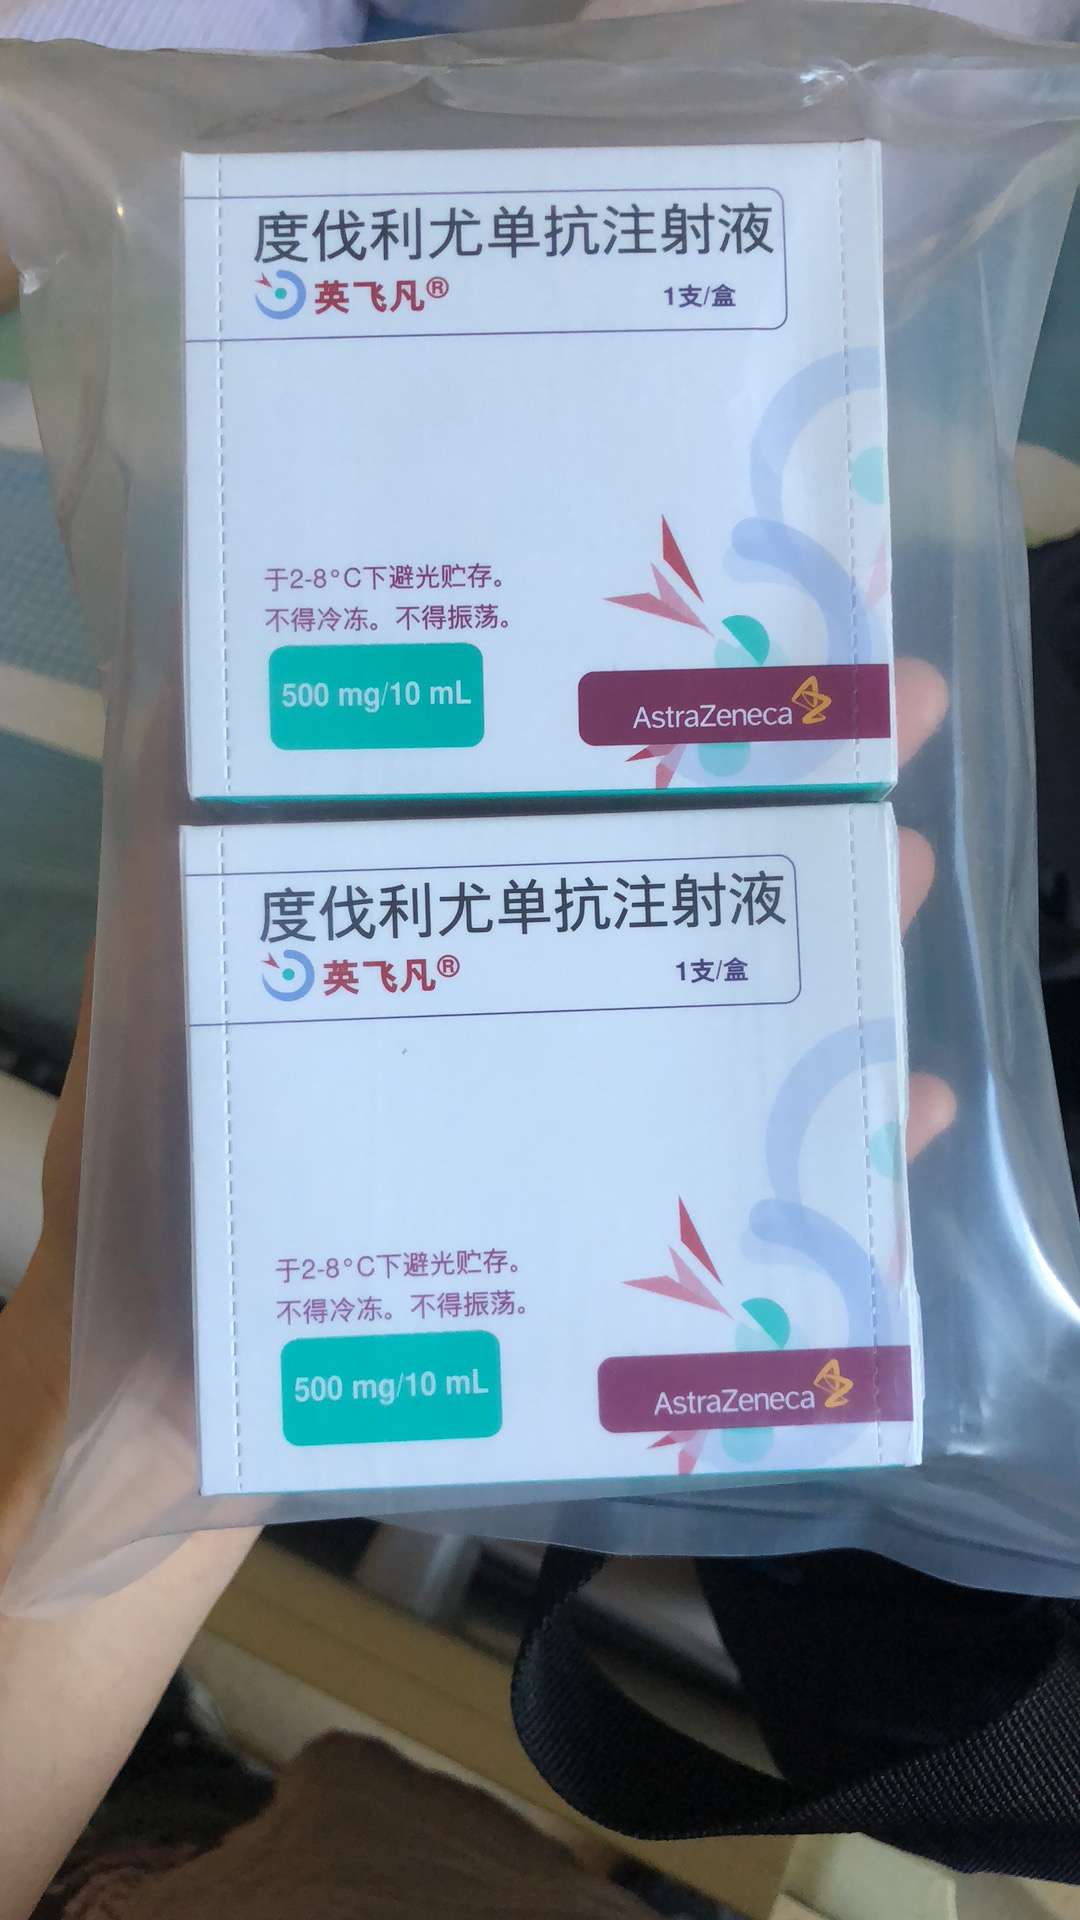 度伐利尤单抗注射液
英飞凡® 1支/盒
于2-8°C下避光贮存。
不得冷冻。不得振荡。
500 mg/10 mL
AstraZeneca
度伐利尤单抗注射液
英飞凡® 1支/盒
于2-8°C下避光贮存。
不得冷冻。不得振荡。
500 mg/10 mL
AstraZeneca